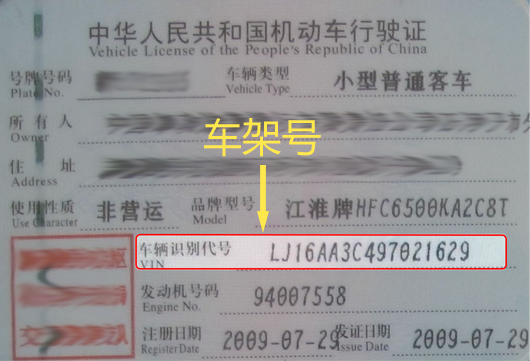 中华人民共和国机动车行驶证
Vehicle License of the People's Republic of China
号牌号码 车辆类型 小型普通客车
Plate No. Vehicle Type
所有人
Owner
车架号
住址
Address
使用性质 非营运 品牌型号 江淮牌HFC6500KA2C8T
Use Character Model
车辆识别代号 LJ16AA3C497021629
VIN
发动机号码 94007558
Engine No.
注册日期 2009-07-29 发证日期 2009-07-29
Register Date Issue Date